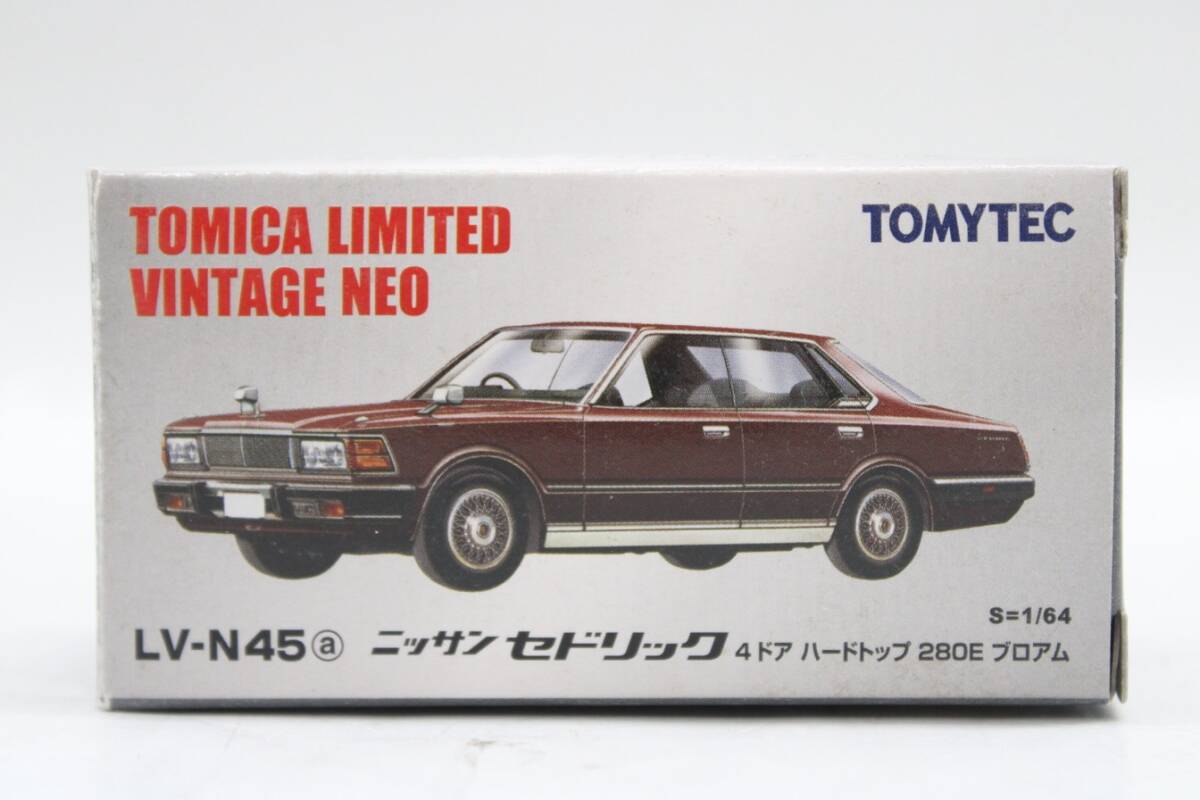 TOMICA LIMITED
VINTAGE NEO
TOMYTEC
S=1/64
LV-N45ⓐ ニッサン セドリック 4ドア ハードトップ 280E ブロアム